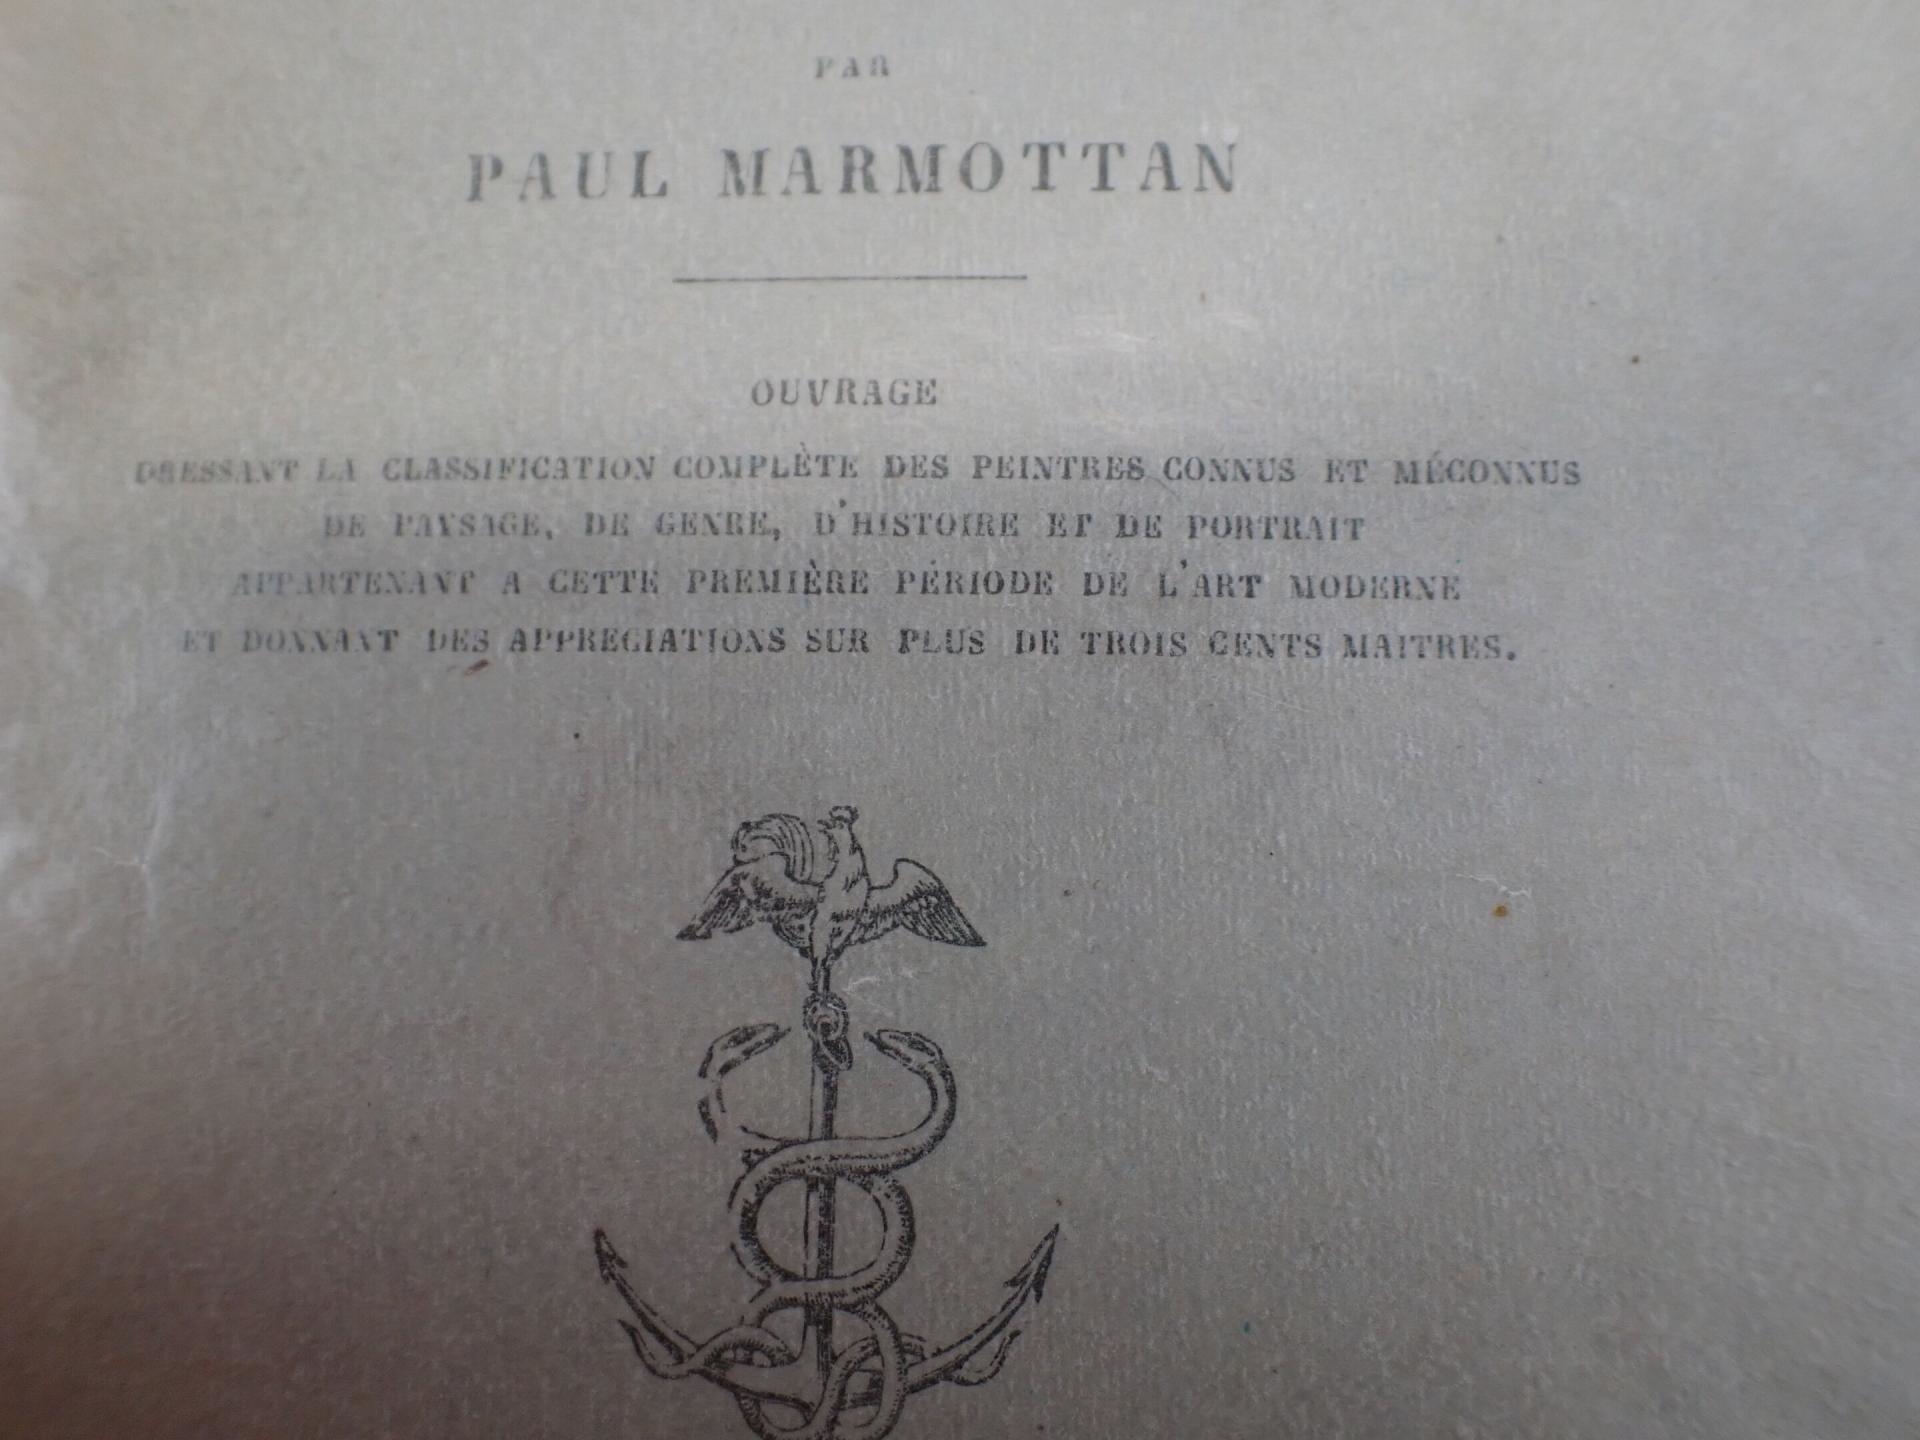 PAR
PAUL MARMOTTAN
OUVRAGE
DRESSANT LA CLASSIFICATION COMPLÈTE DES PEINTRES CONNUS ET MÉCONNUS
DE PAYSAGE, DE GENRE, D'HISTOIRE ET DE PORTRAIT
APPARTENANT A CETTE PREMIÈRE PÉRIODE DE L'ART MODERNE
ET DONNANT DES APPRECIATIONS SUR PLUS DE TROIS CENTS MAITRES.